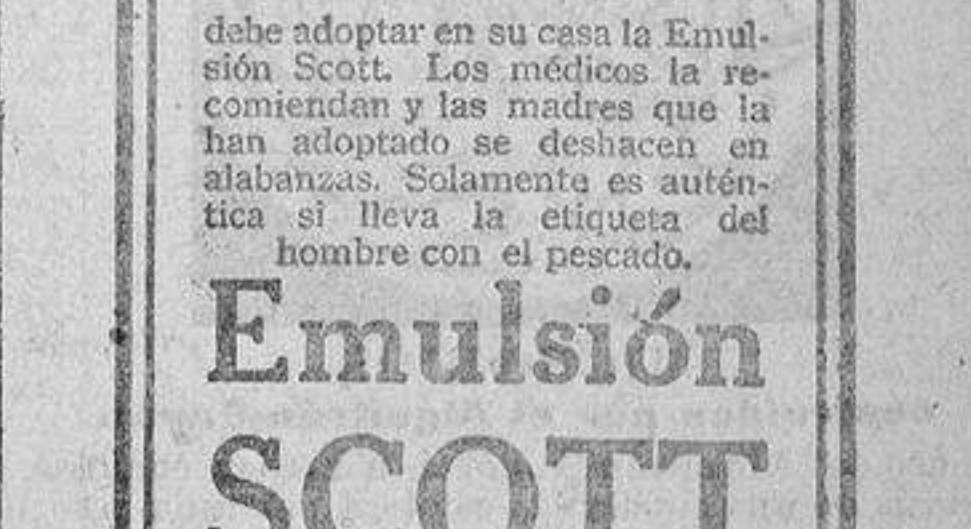 debe adoptar en su casa la Emul-
sión Scott. Los médicos la re-
comiendan y las madres que la
han adoptado se deshacen en
alabanzas. Solamente es autén-
tica si lleva la etiqueta del
hombre con el pescado.
Emulsión
SCOTT